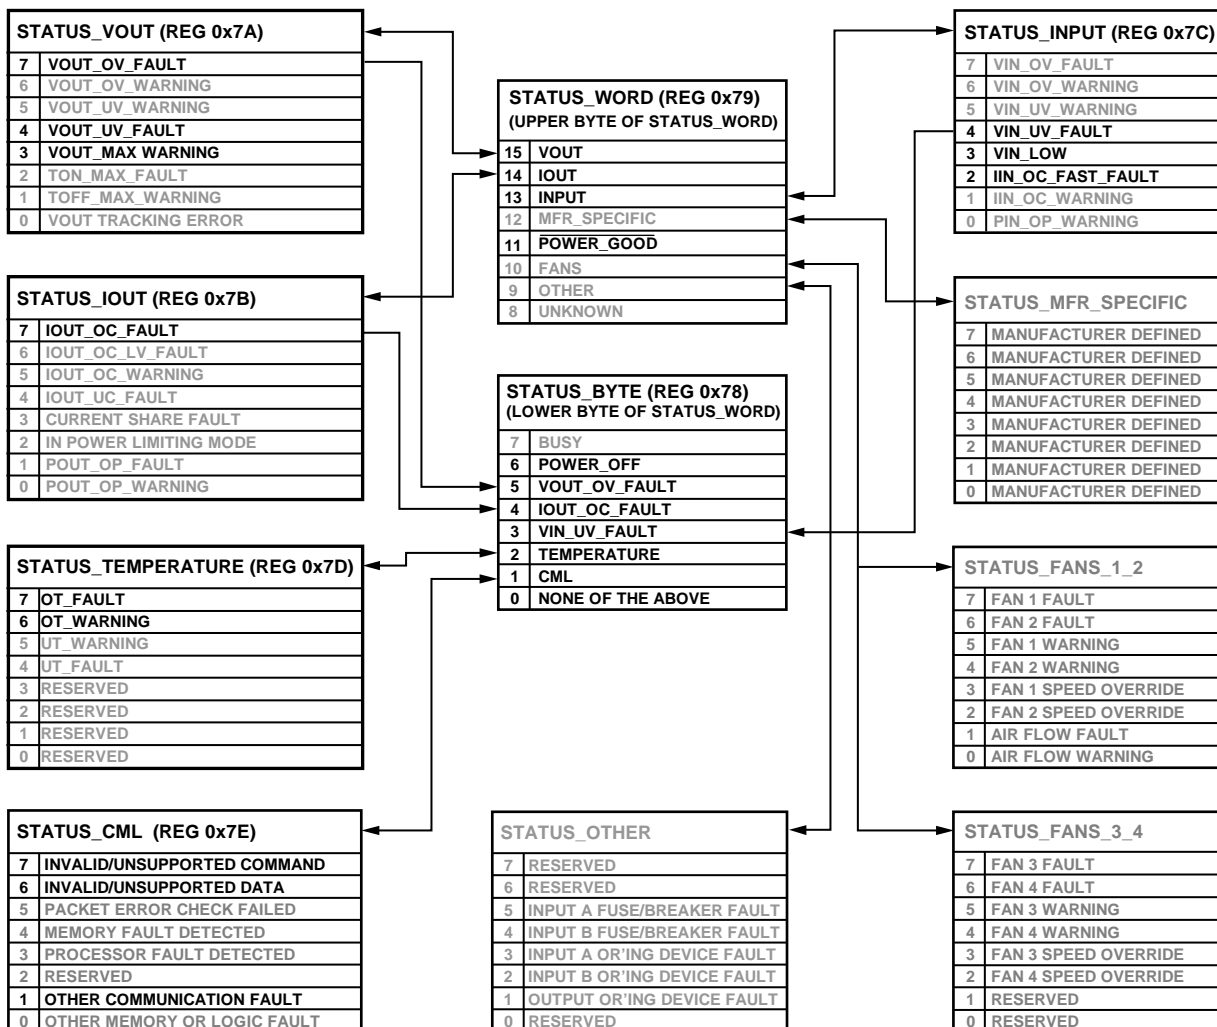 STATUS_VOUT (REG 0x7A)
7 VOUT_OV_FAULT
6 VOUT_OV_WARNING
5 VOUT_UV_WARNING
4 VOUT_UV_FAULT
3 VOUT_MAX WARNING
2 TON_MAX_FAULT
1 TOFF_MAX_WARNING
0 VOUT TRACKING ERROR
STATUS_IOUT (REG 0x7B)
7 IOUT_OC_FAULT
6 IOUT_OC_LV_FAULT
5 IOUT_OC_WARNING
4 IOUT_UC_FAULT
3 CURRENT SHARE FAULT
2 IN POWER LIMITING MODE
1 POUT_OP_FAULT
0 POUT_OP_WARNING
STATUS_TEMPERATURE (REG 0x7D)
7 OT_FAULT
6 OT_WARNING
5 UT_WARNING
4 UT_FAULT
3 RESERVED
2 RESERVED
1 RESERVED
0 RESERVED
STATUS_CML (REG 0x7E)
7 INVALID/UNSUPPORTED COMMAND
6 INVALID/UNSUPPORTED DATA
5 PACKET ERROR CHECK FAILED
4 MEMORY FAULT DETECTED
3 PROCESSOR FAULT DETECTED
2 RESERVED
1 OTHER COMMUNICATION FAULT
0 OTHER MEMORY OR LOGIC FAULT
STATUS_WORD (REG 0x79)
(UPPER BYTE OF STATUS_WORD)
15 VOUT
14 IOUT
13 INPUT
12 MFR_SPECIFIC
11 POWER_GOOD
10 FANS
9 OTHER
8 UNKNOWN
STATUS_BYTE (REG 0x78)
(LOWER BYTE OF STATUS_WORD)
7 BUSY
6 POWER_OFF
5 VOUT_OV_FAULT
4 IOUT_OC_FAULT
3 VIN_UV_FAULT
2 TEMPERATURE
1 CML
0 NONE OF THE ABOVE
STATUS_OTHER
7 RESERVED
6 RESERVED
5 INPUT A FUSE/BREAKER FAULT
4 INPUT B FUSE/BREAKER FAULT
3 INPUT A OR'ING DEVICE FAULT
2 INPUT B OR'ING DEVICE FAULT
1 OUTPUT OR'ING DEVICE FAULT
0 RESERVED
STATUS_INPUT (REG 0x7C)
7 VIN_OV_FAULT
6 VIN_OV_WARNING
5 VIN_UV_WARNING
4 VIN_UV_FAULT
3 VIN_LOW
2 IIN_OC_FAST_FAULT
1 IIN_OC_WARNING
0 PIN_OP_WARNING
STATUS_MFR_SPECIFIC
7 MANUFACTURER DEFINED
6 MANUFACTURER DEFINED
5 MANUFACTURER DEFINED
4 MANUFACTURER DEFINED
3 MANUFACTURER DEFINED
2 MANUFACTURER DEFINED
1 MANUFACTURER DEFINED
0 MANUFACTURER DEFINED
STATUS_FANS_1_2
7 FAN 1 FAULT
6 FAN 2 FAULT
5 FAN 1 WARNING
4 FAN 2 WARNING
3 FAN 1 SPEED OVERRIDE
2 FAN 2 SPEED OVERRIDE
1 AIR FLOW FAULT
0 AIR FLOW WARNING
STATUS_FANS_3_4
7 FAN 3 FAULT
6 FAN 4 FAULT
5 FAN 3 WARNING
4 FAN 4 WARNING
3 FAN 3 SPEED OVERRIDE
2 FAN 4 SPEED OVERRIDE
1 RESERVED
0 RESERVED